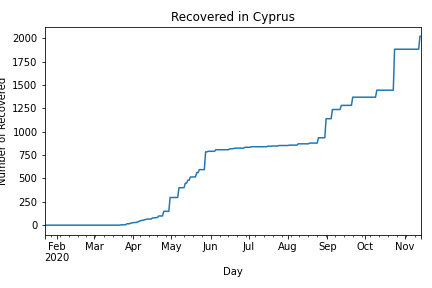 Recovered in Cyprus
Number of Recovered
2000
1750
1500
1250
1000
750
500
250
0
Feb Mar Apr May Jun Jul Aug Sep Oct Nov
2020
Day